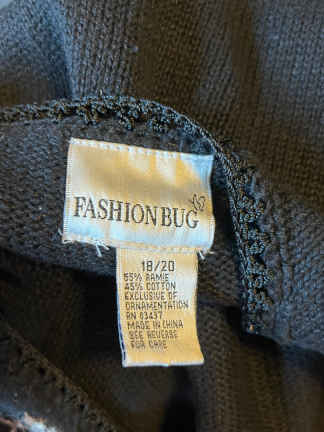 FASHION BUG
18/20
55% RAMIE
45% COTTON
EXCLUSIVE OF
ORNAMENTATION
RN 63437
MADE IN CHINA
SEE REVERSE
FOR CARE